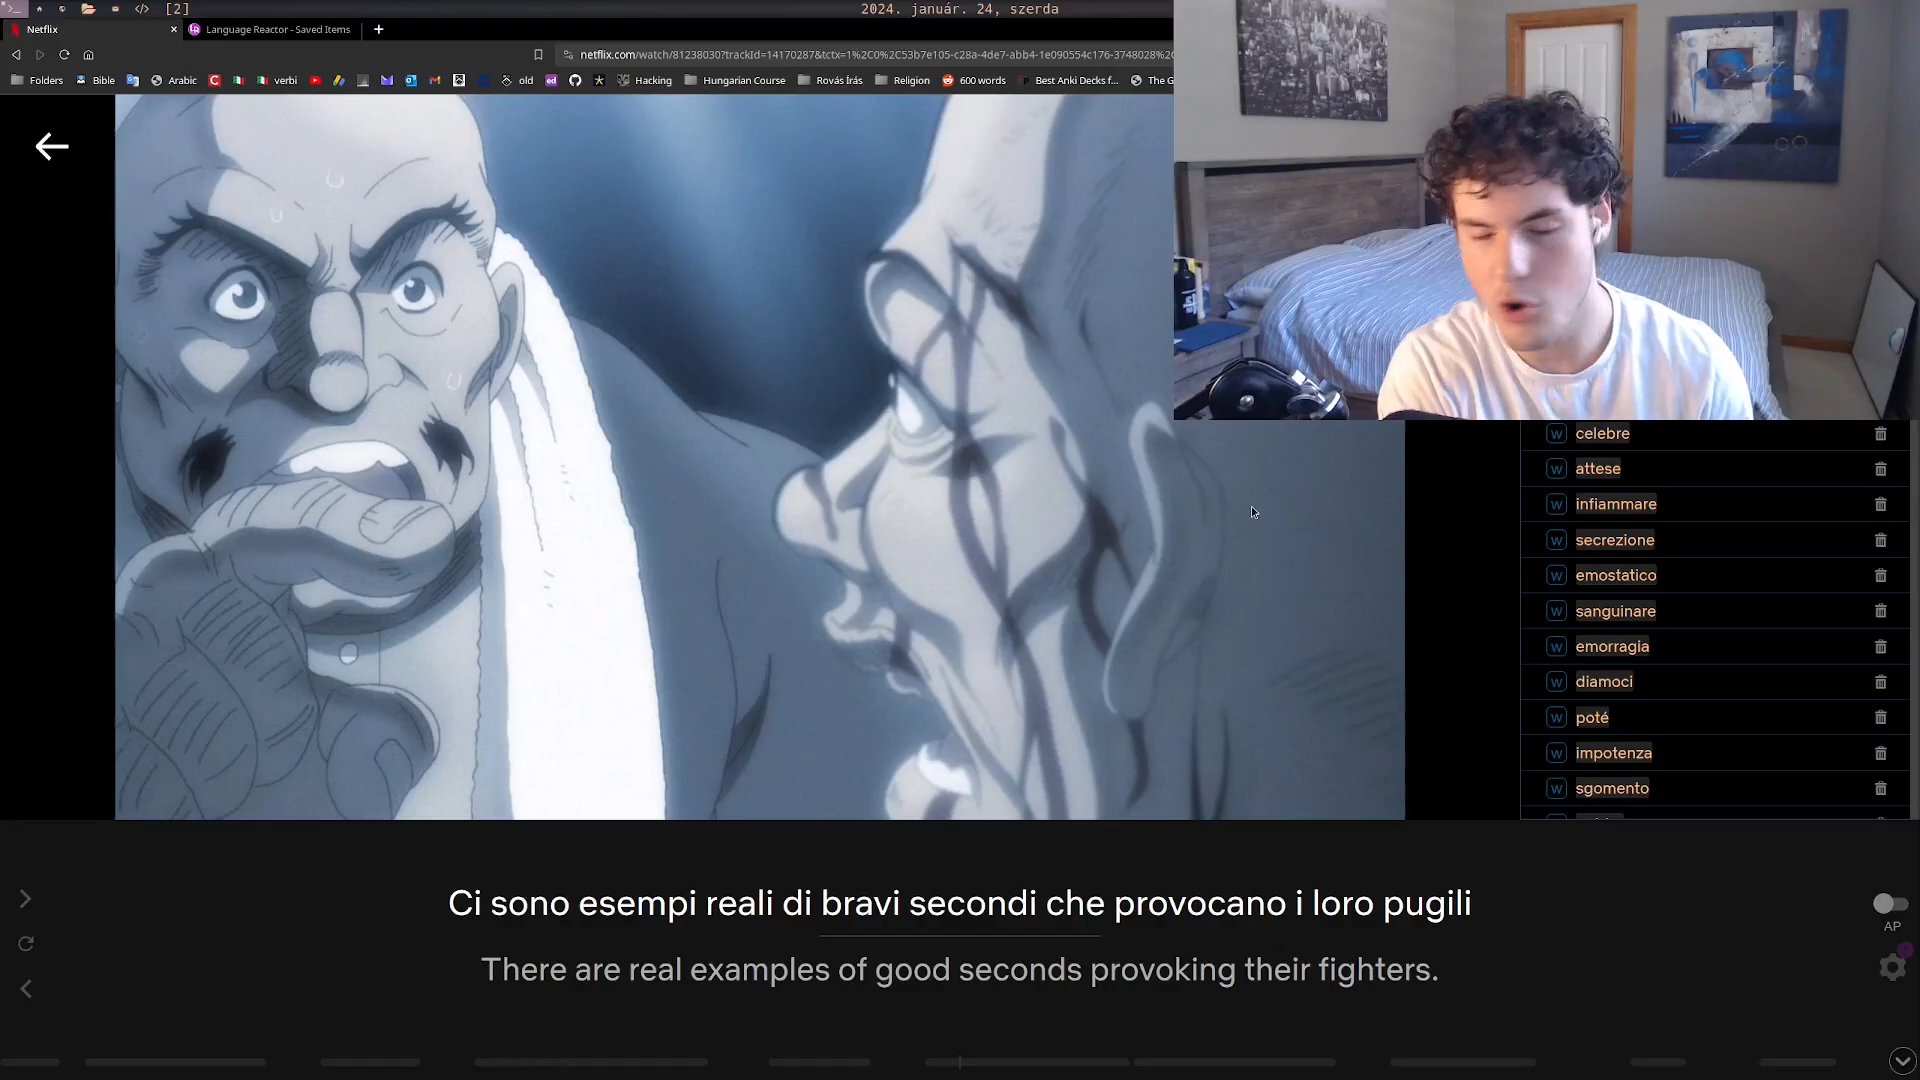 [2]
2024. január. 24, szerda
Netflix
Language Reactor - Saved Items
netflix.com/watch/81238030?trackId=14170287&tctx=1%2C0%2C53b7e105-c28a-4de7-abb4-1e090554c176-3748028%2C
Folders
Bible
Arabic
verbi
old
Hacking
Hungarian Course
Rovás Írás
Religion
600 words
Best Anki Decks f...
The G
W celebre
W attese
W infiammare
W secrezione
W emostatico
W sanguinare
W emorragia
W diamoci
W poté
W impotenza
W sgomento
Ci sono esempi reali di bravi secondi che provocano i loro pugili
There are real examples of good seconds provoking their fighters.
AP